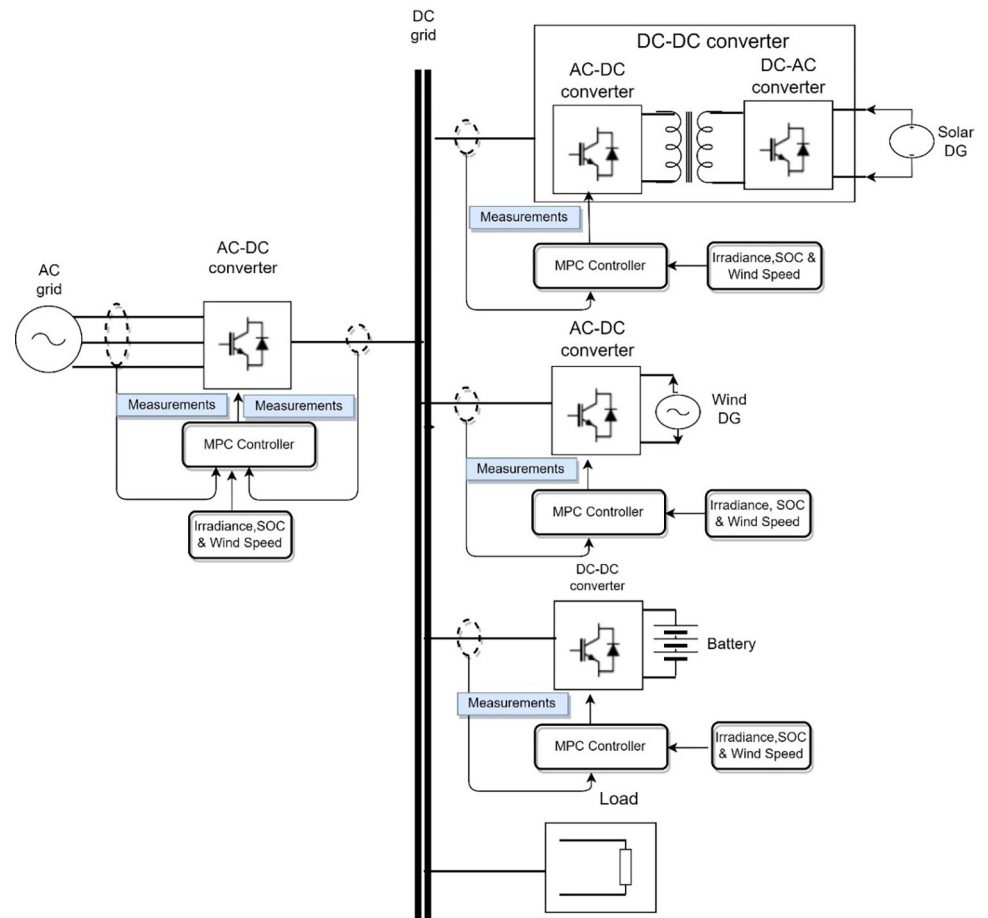 DC
grid
DC-DC converter
AC-DC
converter
DC-AC
converter
Solar
DG
Measurements
MPC Controller
Irradiance,SOC &
Wind Speed
AC
grid
AC-DC
converter
Measurements
Measurements
MPC Controller
Irradiance,SOC
& Wind Speed
AC-DC
converter
Wind
DG
Measurements
MPC Controller
Irradiance, SOC
& Wind Speed
DC-DC
converter
Battery
Measurements
MPC Controller
Irradiance,SOC
& Wind Speed
Load